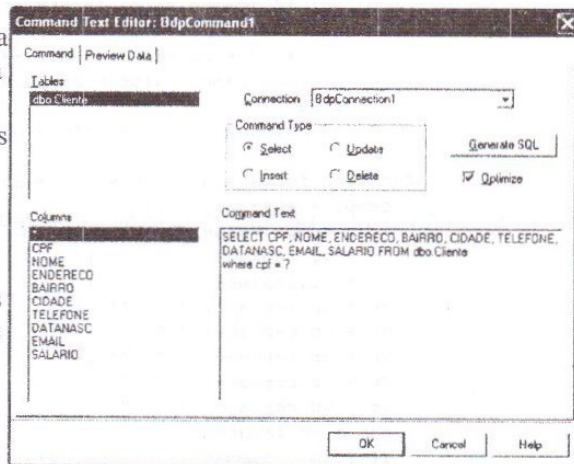 Command Text Editor: BdpCommand1
Command
Preview Data
Tables
dbo.Cliente
Connection
BdpConnection1
Command Type
Select
Update
Insert
Delete
Generate SQL
Optimize
Columns
*
CPF
NOME
ENDERECO
BAIRRO
CIDADE
TELEFONE
DATANASC
EMAIL
SALARIO
Command Text
SELECT CPF, NOME, ENDERECO, BAIRRO, CIDADE, TELEFONE,
DATANASC, EMAIL, SALARIO FROM dbo.Cliente
where cpf = ?
OK
Cancel
Help